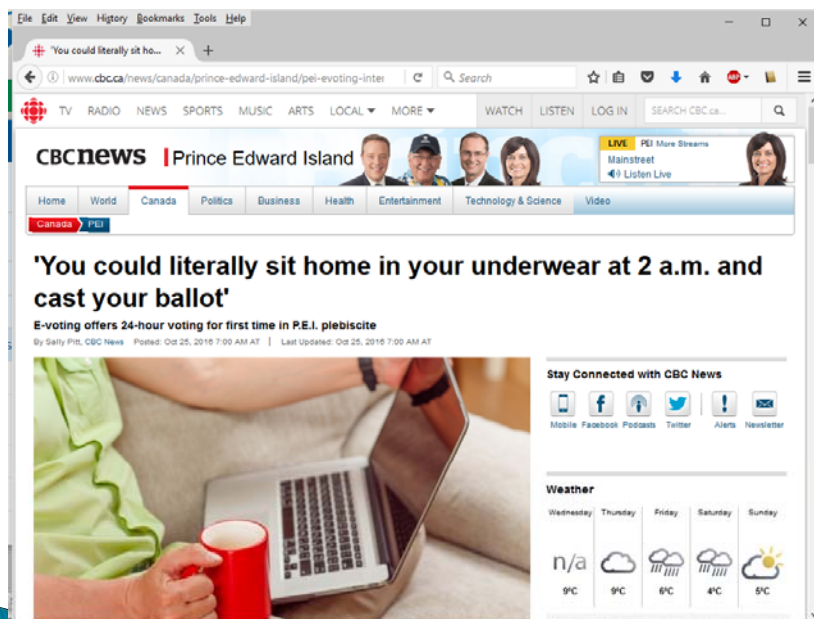 File Edit View History Bookmarks Tools Help
'You could literally sit ho...
www.cbc.ca/news/canada/prince-edward-island/pei-evoting-inter
Search
ABP
TV RADIO NEWS SPORTS MUSIC ARTS LOCAL MORE WATCH LISTEN LOG IN SEARCH CBC.ca...
CBCnews | Prince Edward Island
LIVE PEI More Streams
Mainstreet
Listen Live
Home World Canada Politics Business Health Entertainment Technology & Science Video
Canada PEI
'You could literally sit home in your underwear at 2 a.m. and
cast your ballot'
E-voting offers 24-hour voting for first time in P.E.I. plebiscite
By Sally Pitt, CBC News Posted: Oct 25, 2016 7:00 AM AT | Last Updated: Oct 25, 2016 7:00 AM AT
Stay Connected with CBC News
Mobile Facebook Podcasts Twitter Alerts Newsletter
Weather
Wednesday Thursday Friday Saturday Sunday
n/a
9°C 9°C 6°C 4°C 5°C